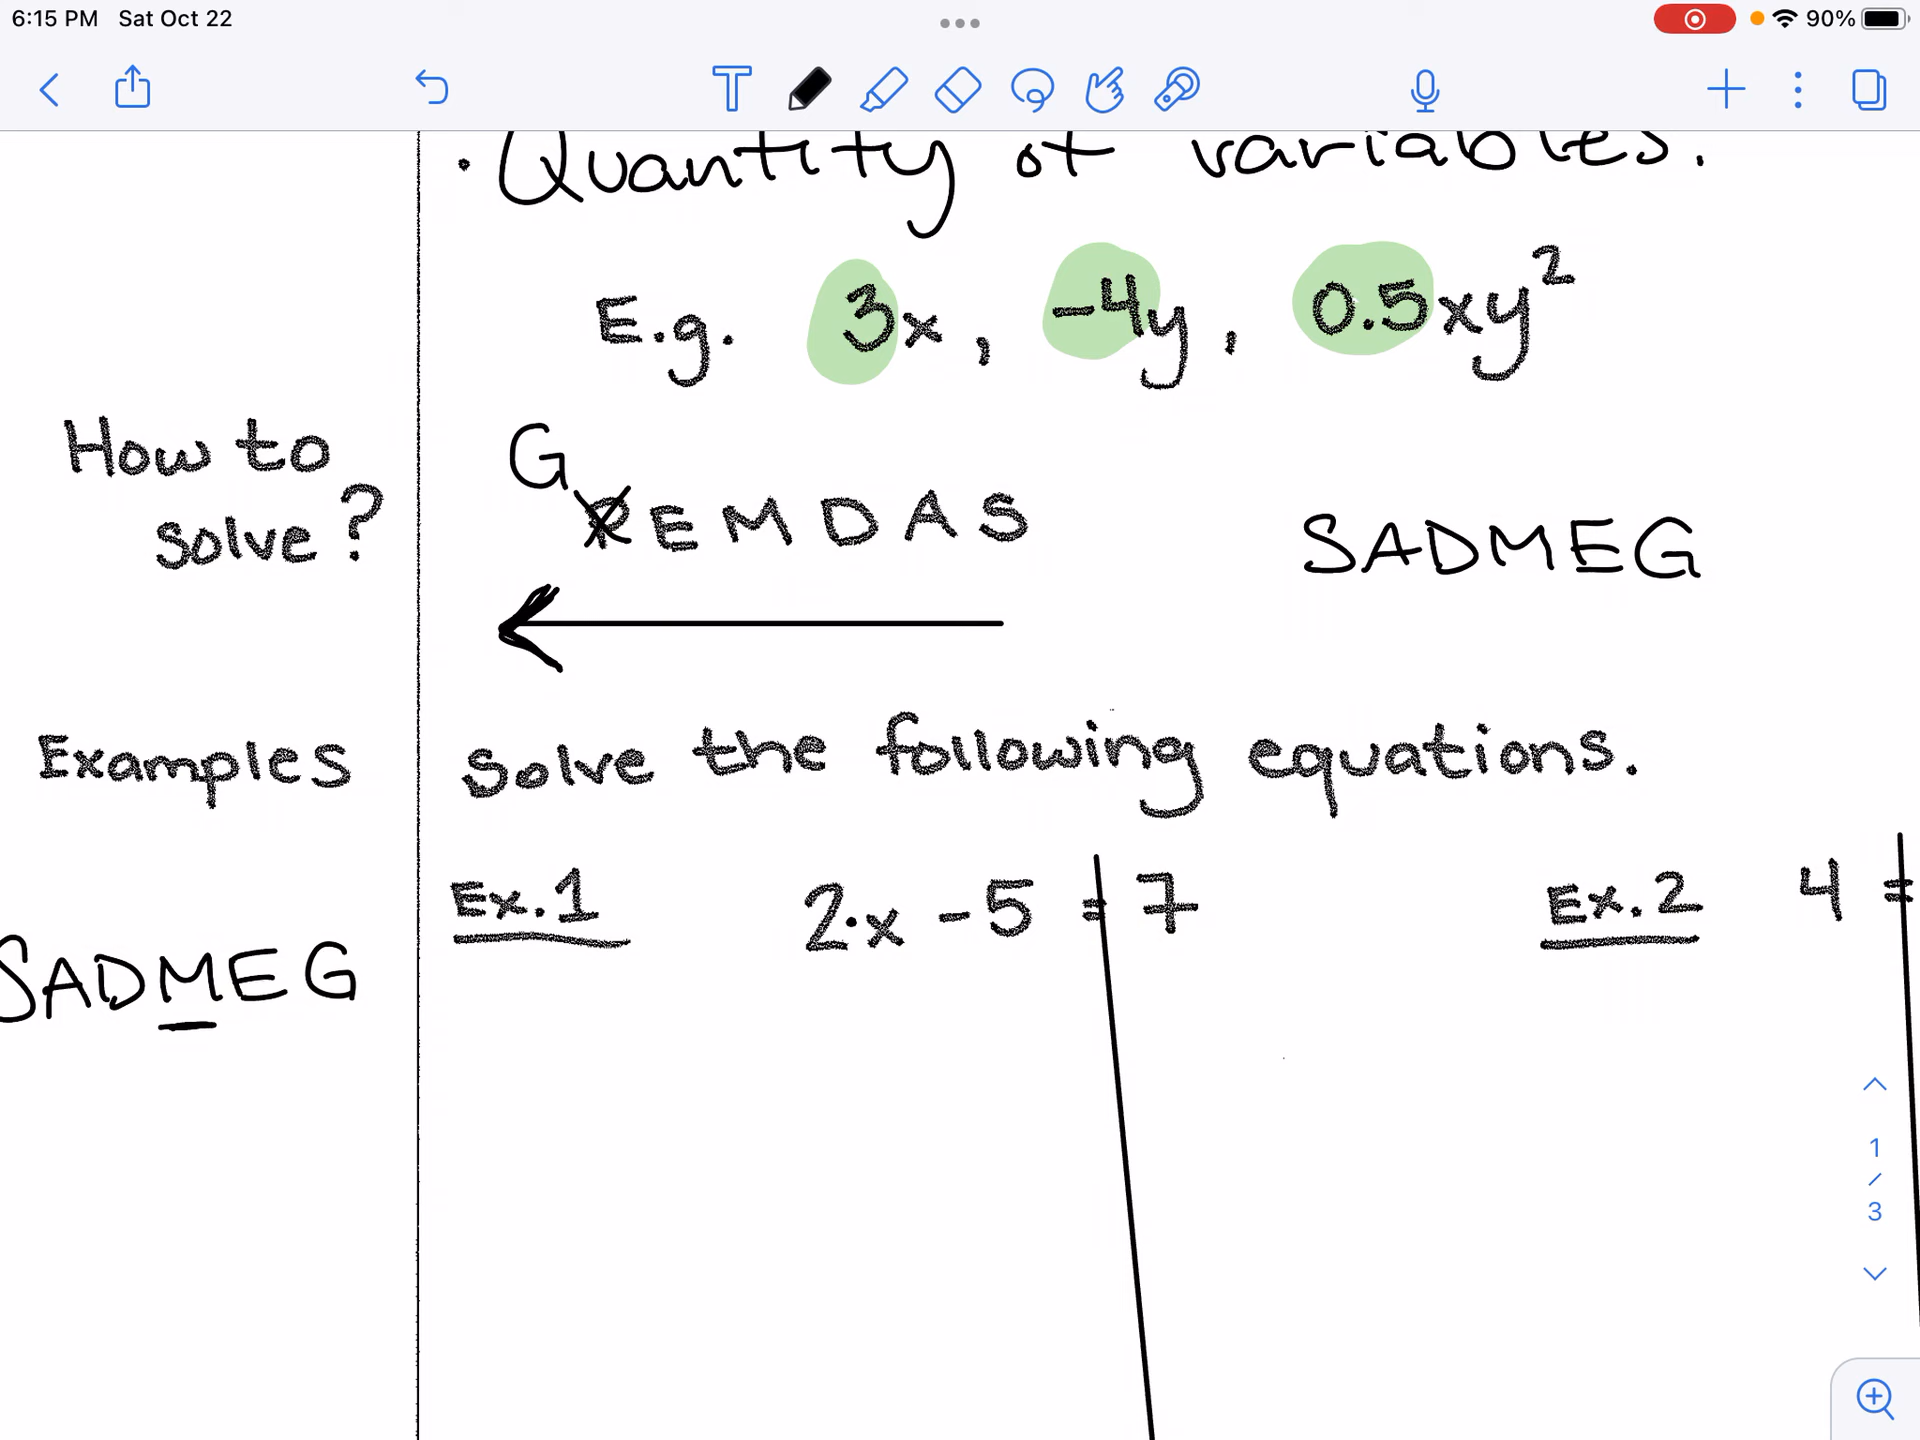 6:15 PM Sat Oct 22
90%
· Quantity of variables.
E.g. 3x, -4y, 0.5xy²
How to solve?
G
PEMDAS
SADMEG
Examples
Solve the following equations.
Ex. 1 2·x - 5 = 7
Ex. 2 4 =
SADMEG
1
/
3